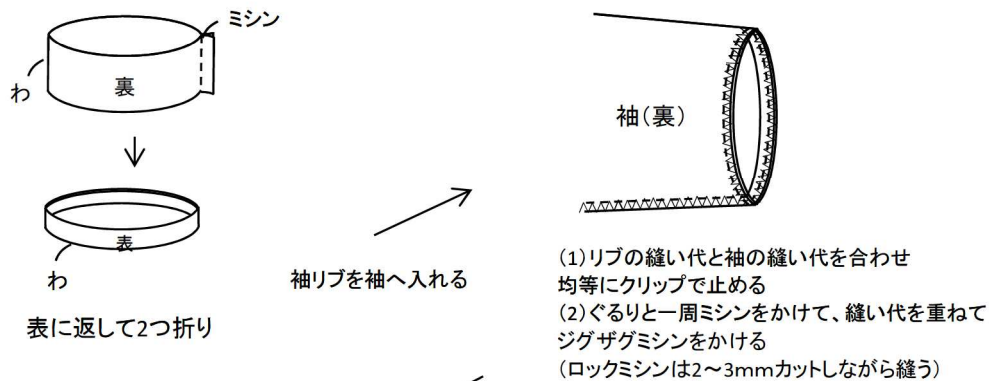 ミシン
わ
裏
表
わ
表に返して2つ折り
袖リブを袖へ入れる
袖(裏)
(1)リブの縫い代と袖の縫い代を合わせ
均等にクリップで止める
(2)ぐるりと一周ミシンをかけて、縫い代を重ねて
ジグザグミシンをかける
(ロックミシンは2～3mmカットしながら縫う)